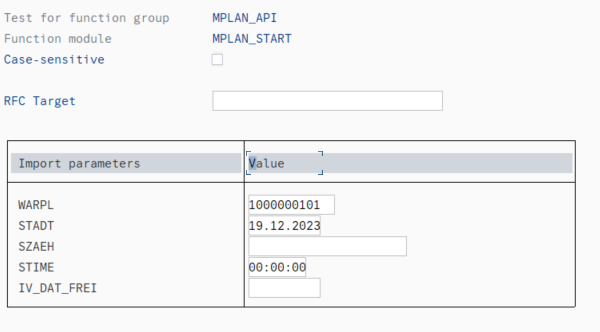 Test for function group MPLAN_API
Function module MPLAN_START
Case-sensitive
RFC Target
Import parameters Value
WARPL 1000000101
STADT 19.12.2023
SZAEH
STIME 00:00:00
IV_DAT_FREI